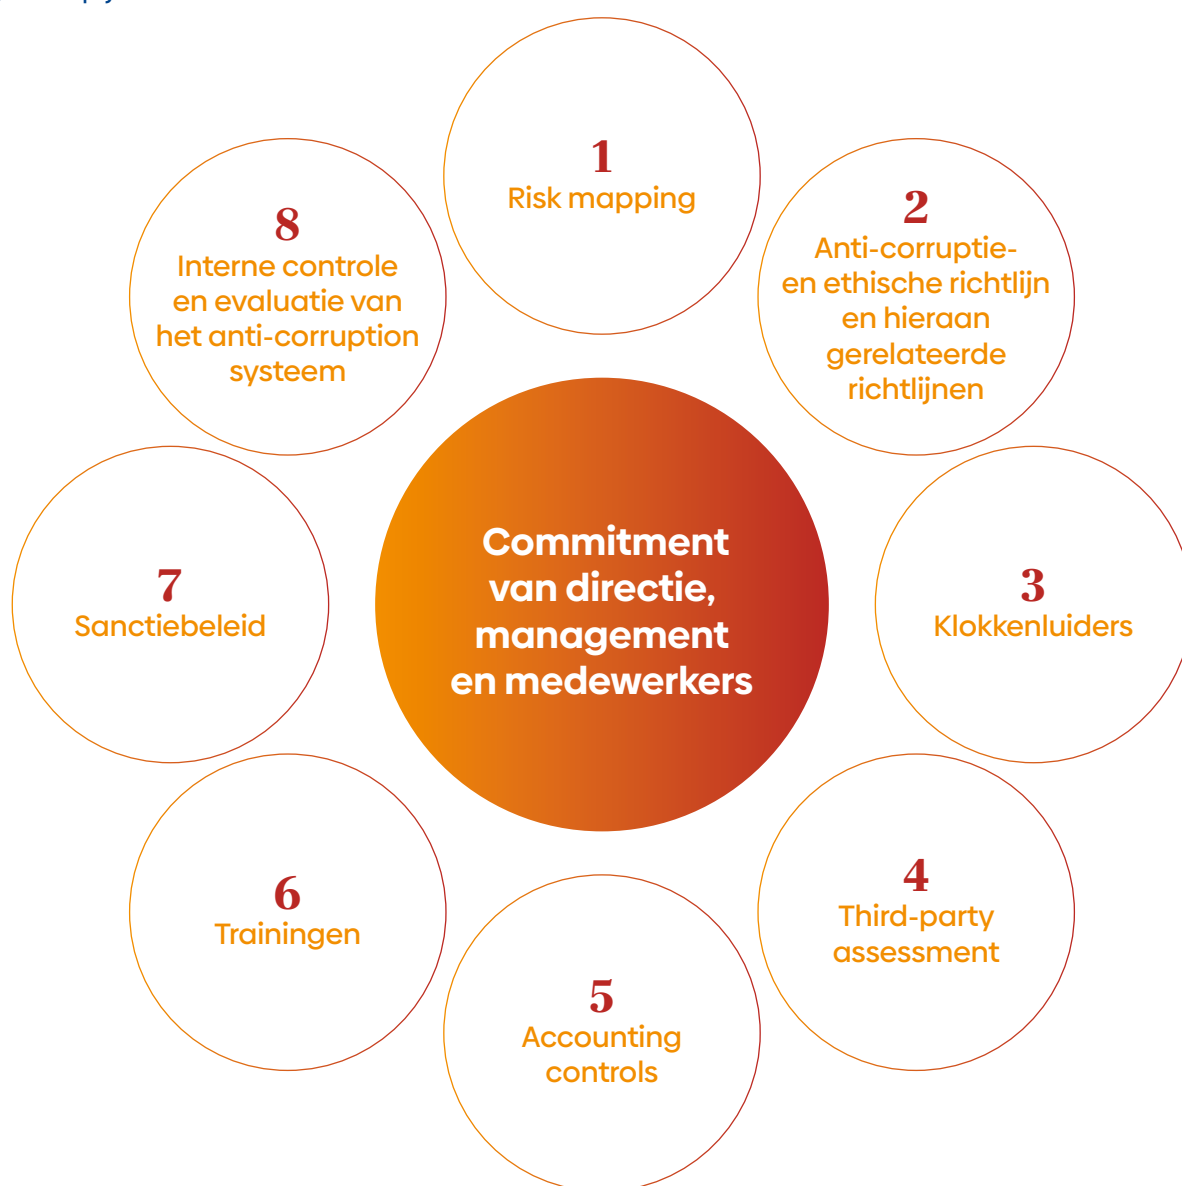 1
Risk mapping
2
Anti-corruptie-
en ethische richtlijn
en hieraan
gerelateerde
richtlijnen
3
Klokkenluiders
4
Third-party
assessment
5
Accounting
controls
6
Trainingen
7
Sanctiebeleid
8
Interne controle
en evaluatie van
het anti-corruption
systeem
Commitment
van directie,
management
en medewerkers